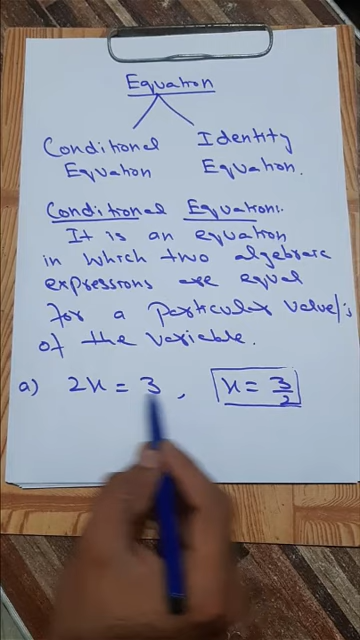 Equation
Conditional Identity
Equation Equation.
Conditional Equation:
It is an equation
in which two algebraic
expressions are equal
for a particular value/s
of the variable.
a) 2x = 3 , x = 3/2